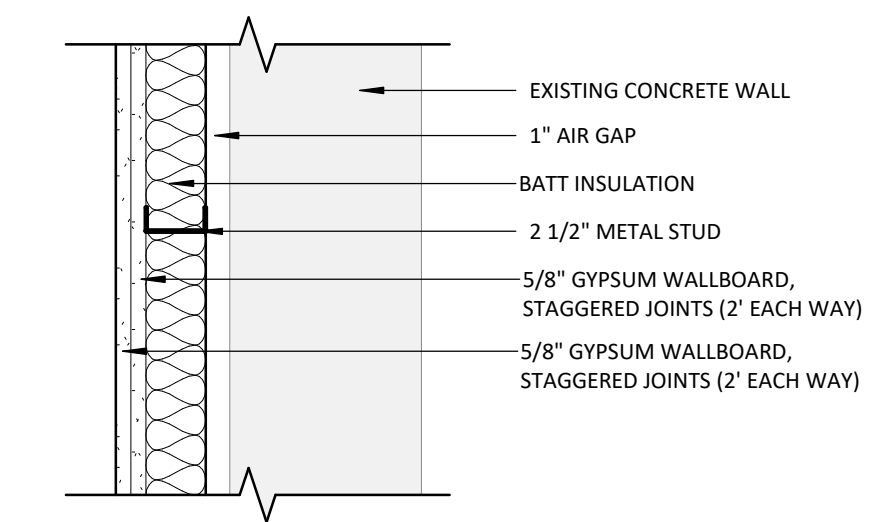 EXISTING CONCRETE WALL
1" AIR GAP
BATT INSULATION
2 1/2" METAL STUD
5/8" GYPSUM WALLBOARD,
STAGGERED JOINTS (2' EACH WAY)
5/8" GYPSUM WALLBOARD,
STAGGERED JOINTS (2' EACH WAY)